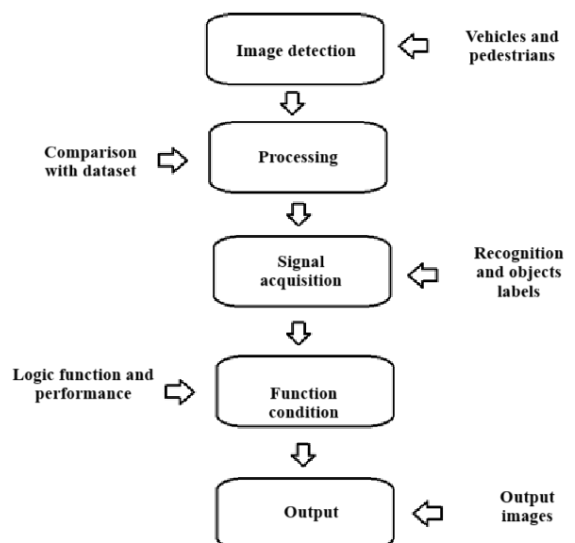 Image detection
Vehicles and
pedestrians
Comparison
with dataset
Processing
Signal
acquisition
Recognition
and objects
labels
Logic function and
performance
Function
condition
Output
Output
images